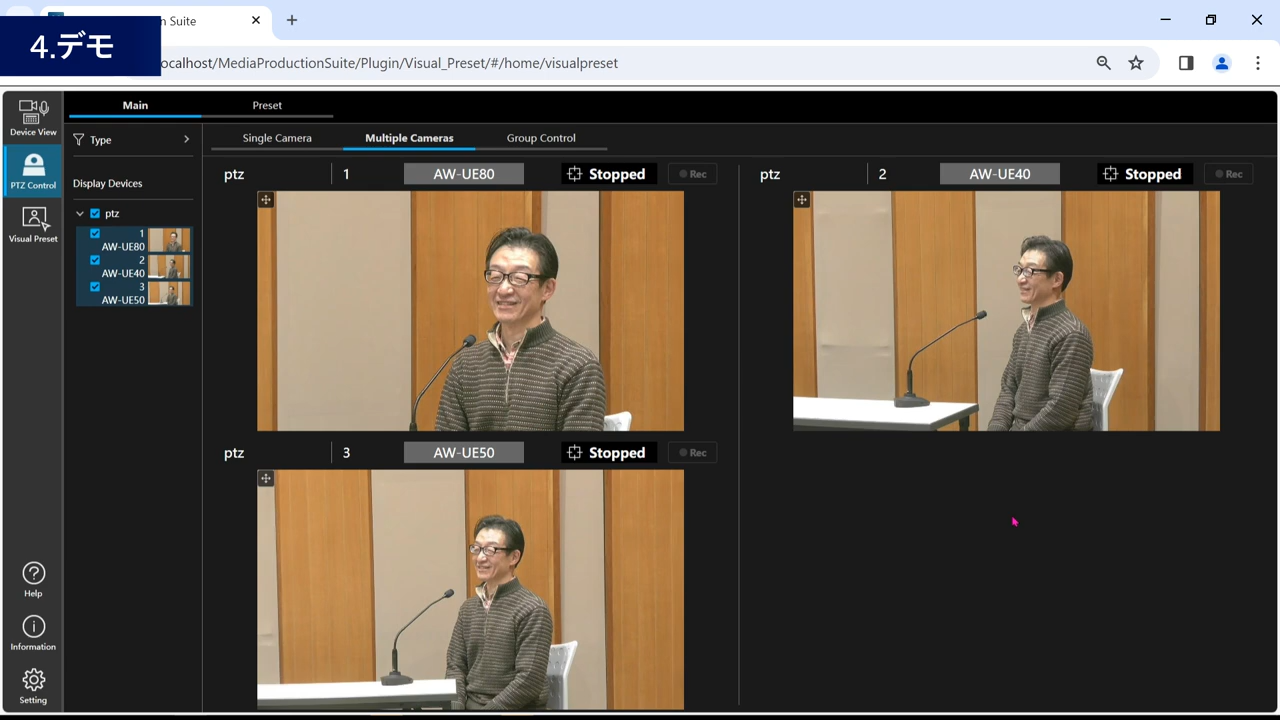 n Suite
4.デモ
ocalhost/MediaProductionSuite/Plugin/Visual_Preset/#/home/visualpreset
Device View
PTZ Control
Visual Preset
Help
Information
Setting
Main
Preset
Type
Display Devices
ptz
1
AW-UE80
2
AW-UE40
3
AW-UE50
Single Camera
Multiple Cameras
Group Control
ptz 1 AW-UE80 Stopped Rec
ptz 2 AW-UE40 Stopped Rec
ptz 3 AW-UE50 Stopped Rec